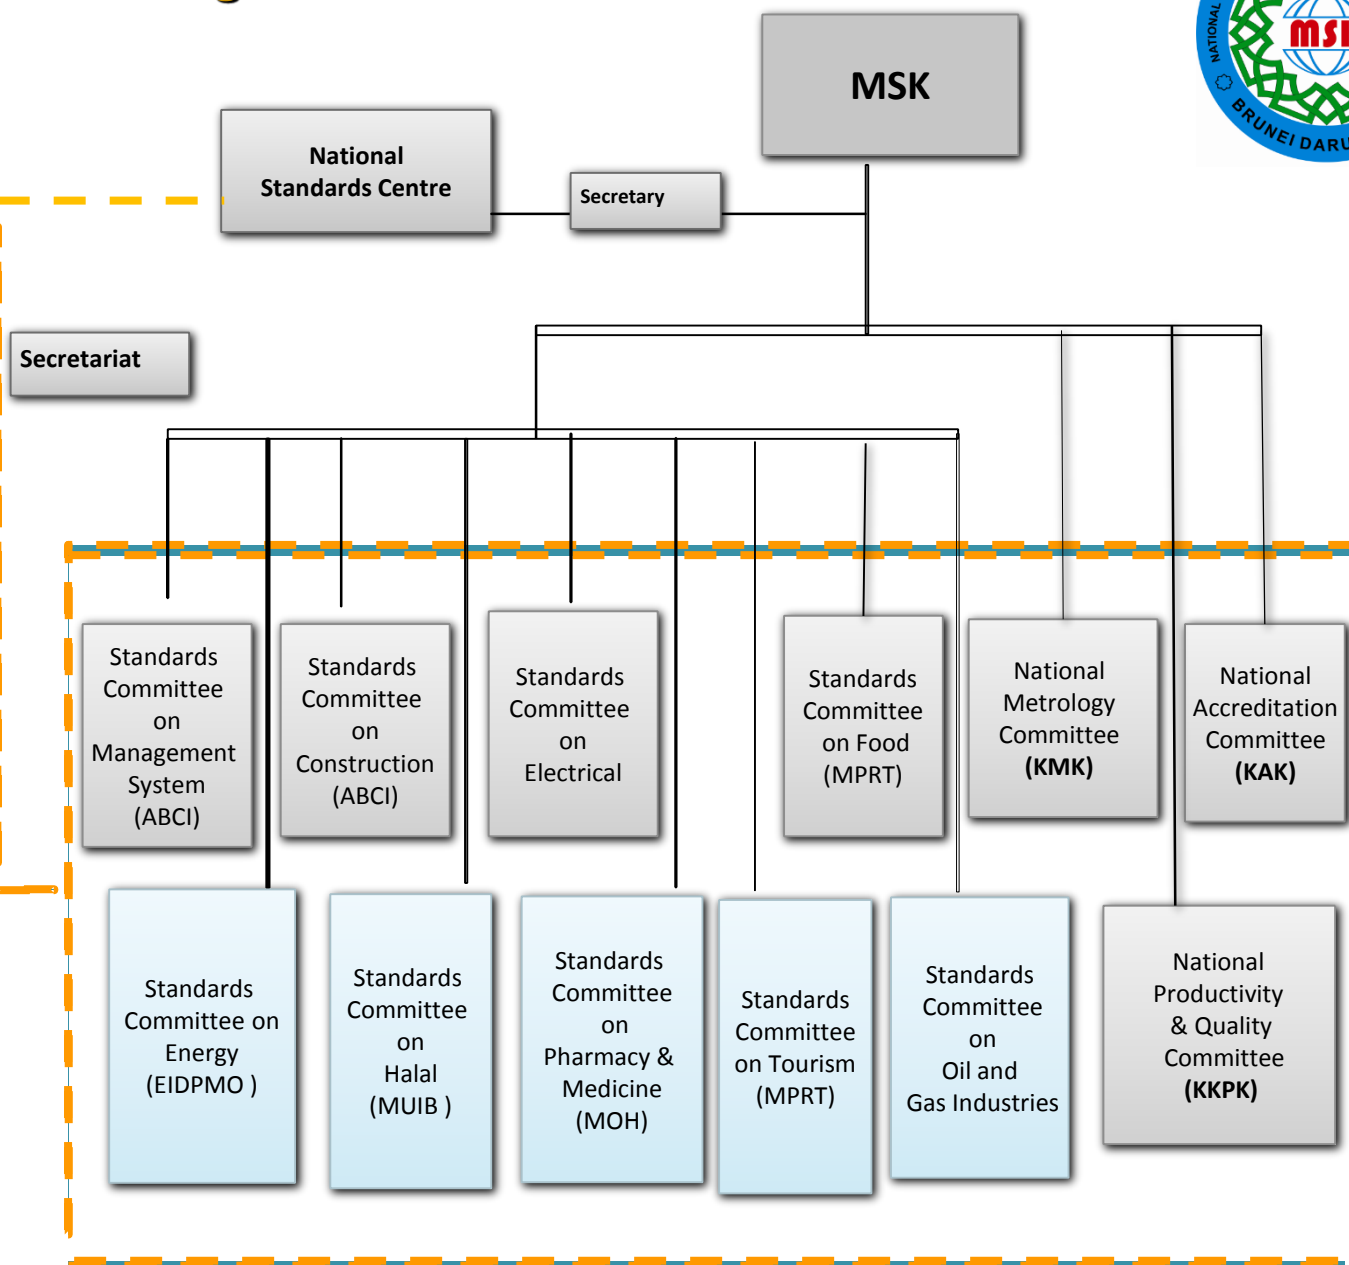 MSK
NATIONAL
BRUNEI
National
Standards Centre
Secretary
Secretariat
Standards
Committee
on
Management
System
(ABCI)
Standards
Committee
on
Construction
(ABCI)
Standards
Committee
on
Electrical
Standards
Committee
on Food
(MPRT)
National
Metrology
Committee
(KMK)
National
Accreditation
Committee
(KAK)
Standards
Committee on
Energy
(EIDPMO )
Standards
Committee
on
Halal
(MUIB )
Standards
Committee
on
Pharmacy &
Medicine
(MOH)
Standards
Committee
on Tourism
(MPRT)
Standards
Committee
on
Oil and
Gas Industries
National
Productivity
& Quality
Committee
(KKPK)